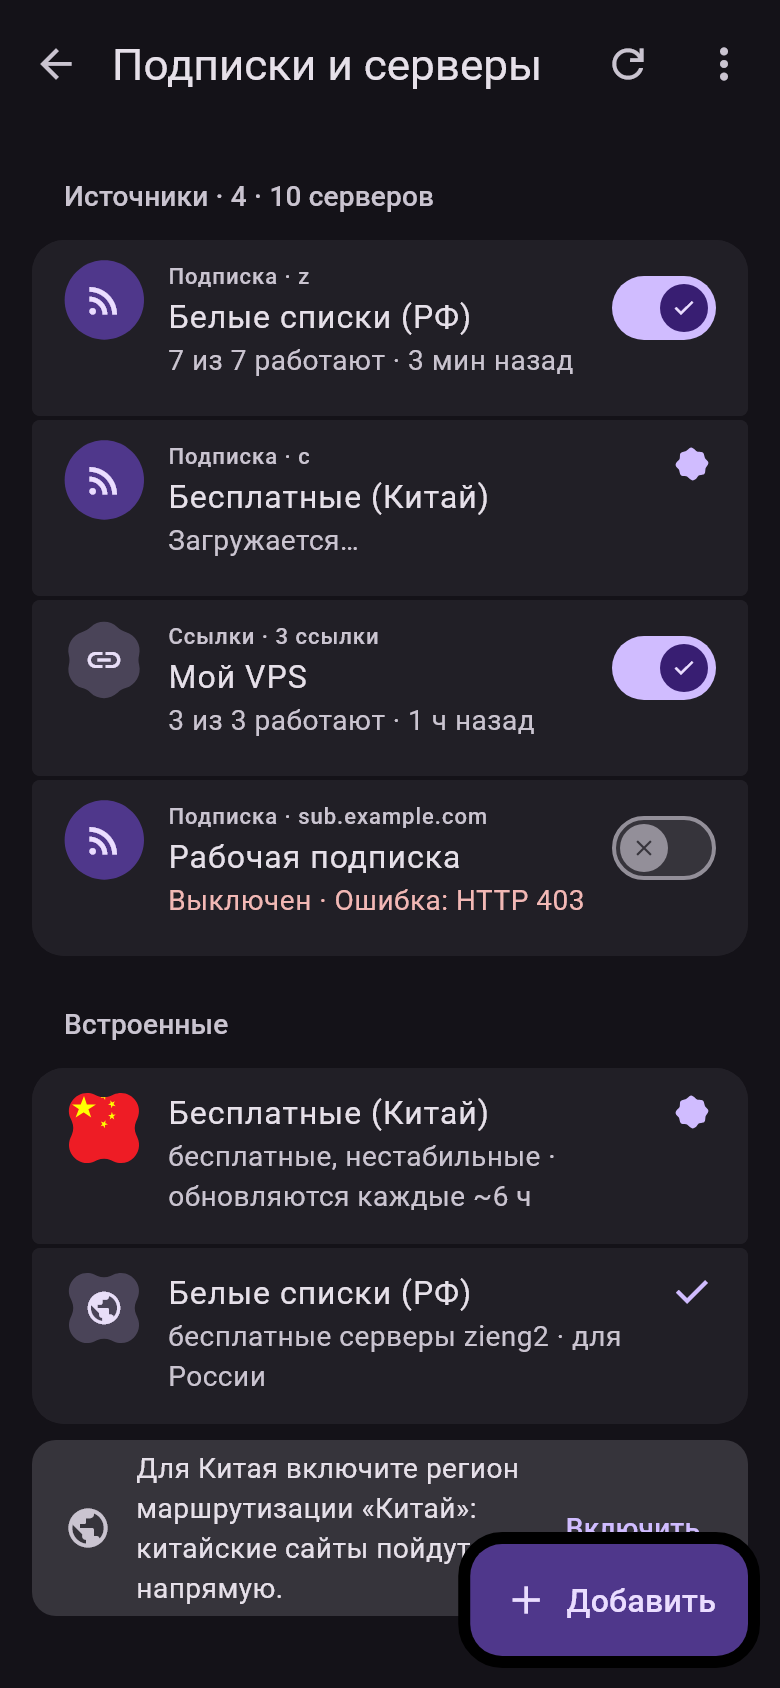 Подписки и серверы
Источники · 4 · 10 серверов
Подписка · z
Белые списки (РФ)
7 из 7 работают · 3 мин назад
Подписка · c
Бесплатные (Китай)
Загружается…
Ссылки · 3 ссылки
Мой VPS
3 из 3 работают · 1 ч назад
Подписка · sub.example.com
Рабочая подписка
Выключен · Ошибка: HTTP 403
Встроенные
Бесплатные (Китай)
бесплатные, нестабильные ·
обновляются каждые ~6 ч
Белые списки (РФ)
бесплатные серверы zieng2 · для
России
Для Китая включите регион
маршрутизации «Китай»:
китайские сайты пойдут
напрямую.
Включить
Добавить